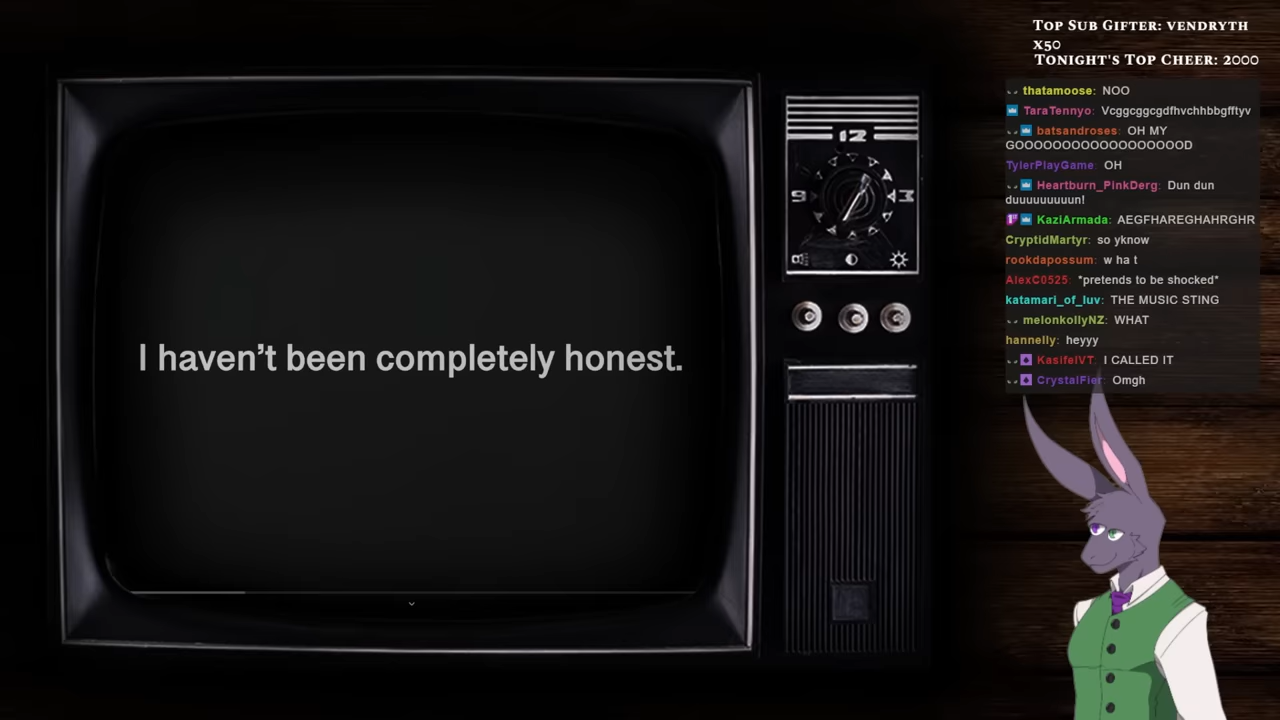 Top Sub Gifter: vendryth
x50
Tonight's Top Cheer: 2000
thatamoose: NOO
TaraTennyo: Vcggcggcgdfhvchhbbgfftyv
batsandroses: OH MY
GOOOOOOOOOOOOOOOOOOD
TylerPlayGame: OH
Heartburn_PinkDerg: Dun dun
duuuuuuuuun!
KaziArmada: AEGFHAREGHAHRGHR
CryptidMartyr: so yknow
rookdapossum: w ha t
AlexC0525: *pretends to be shocked*
katamari_of_luv: THE MUSIC STING
melonkollyNZ: WHAT
hannelly: heyyy
KasifelVT: I CALLED IT
CrystalFier: Omgh
12
9 3
I haven't been completely honest.